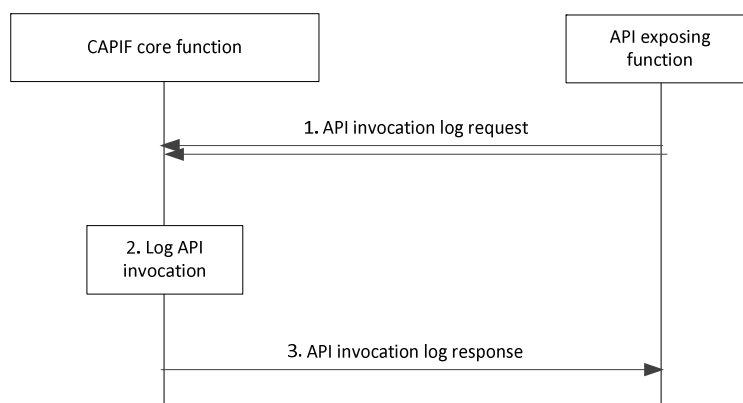 CAPIF core function
API exposing
function
1. API invocation log request
2. Log API
invocation
3. API invocation log response